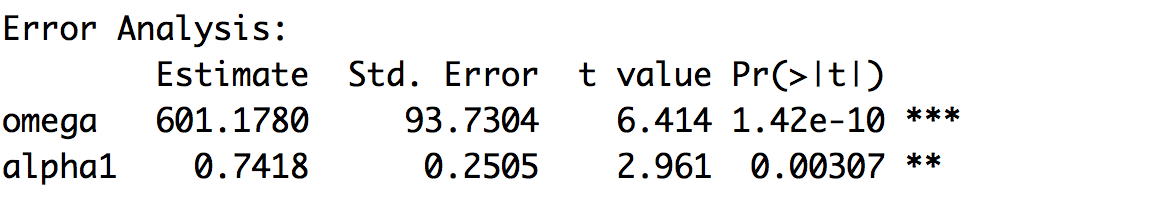 Error Analysis:
        Estimate  Std. Error  t value Pr(>|t|)
omega   601.1780     93.7304    6.414 1.42e-10 ***
alpha1    0.7418      0.2505    2.961  0.00307 **